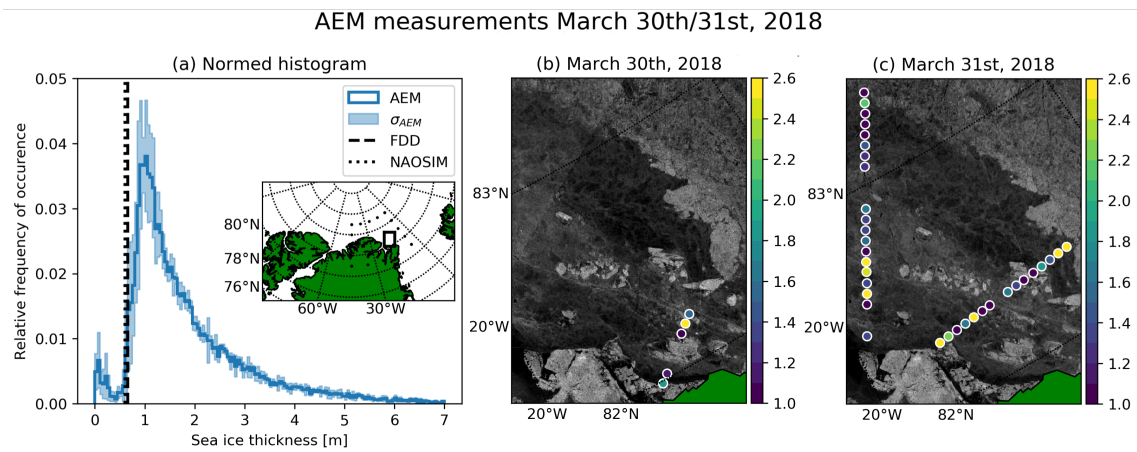 AEM measurements March 30th/31st, 2018
(a) Normed histogram
Relative frequency of occurence
0.05
0.04
0.03
0.02
0.01
0.00
0
1
2
3
4
5
6
7
Sea ice thickness [m]
AEM
σAEM
FDD
NAOSIM
80°N
78°N
76°N
60°W
30°W
(b) March 30th, 2018
83°N
20°W
20°W
82°N
2.6
2.4
2.2
2.0
1.8
1.6
1.4
1.2
1.0
(c) March 31st, 2018
83°N
20°W
20°W
82°N
2.6
2.4
2.2
2.0
1.8
1.6
1.4
1.2
1.0